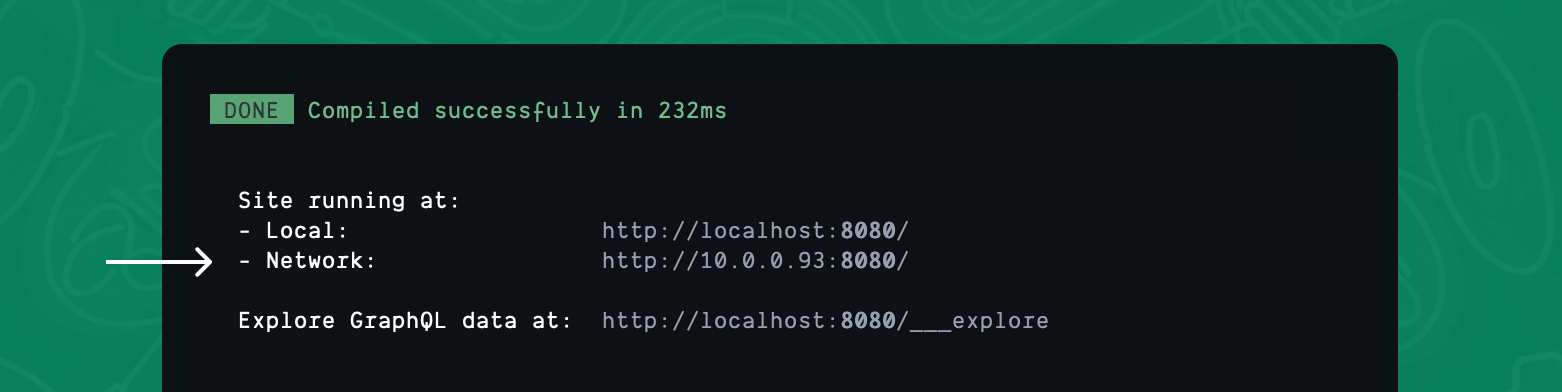 DONE Compiled successfully in 232ms
Site running at:
- Local: http://localhost:8080/
- Network: http://10.0.0.93:8080/
Explore GraphQL data at: http://localhost:8080/___explore